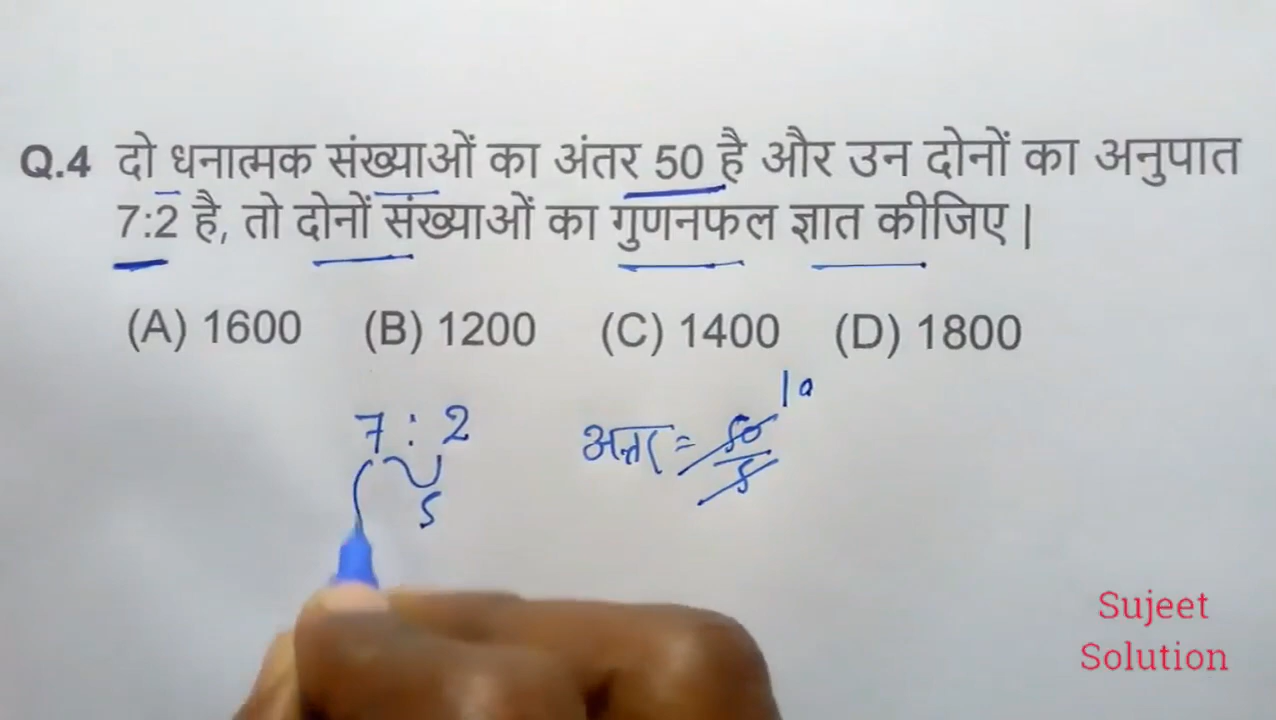 Q.4 दो धनात्मक संख्याओं का अंतर 50 है और उन दोनों का अनुपात
7:2 है, तो दोनों संख्याओं का गुणनफल ज्ञात कीजिए |
(A) 1600 (B) 1200 (C) 1400 (D) 1800
10
7 : 2 अन्तर = 50
5 5
Sujeet
Solution